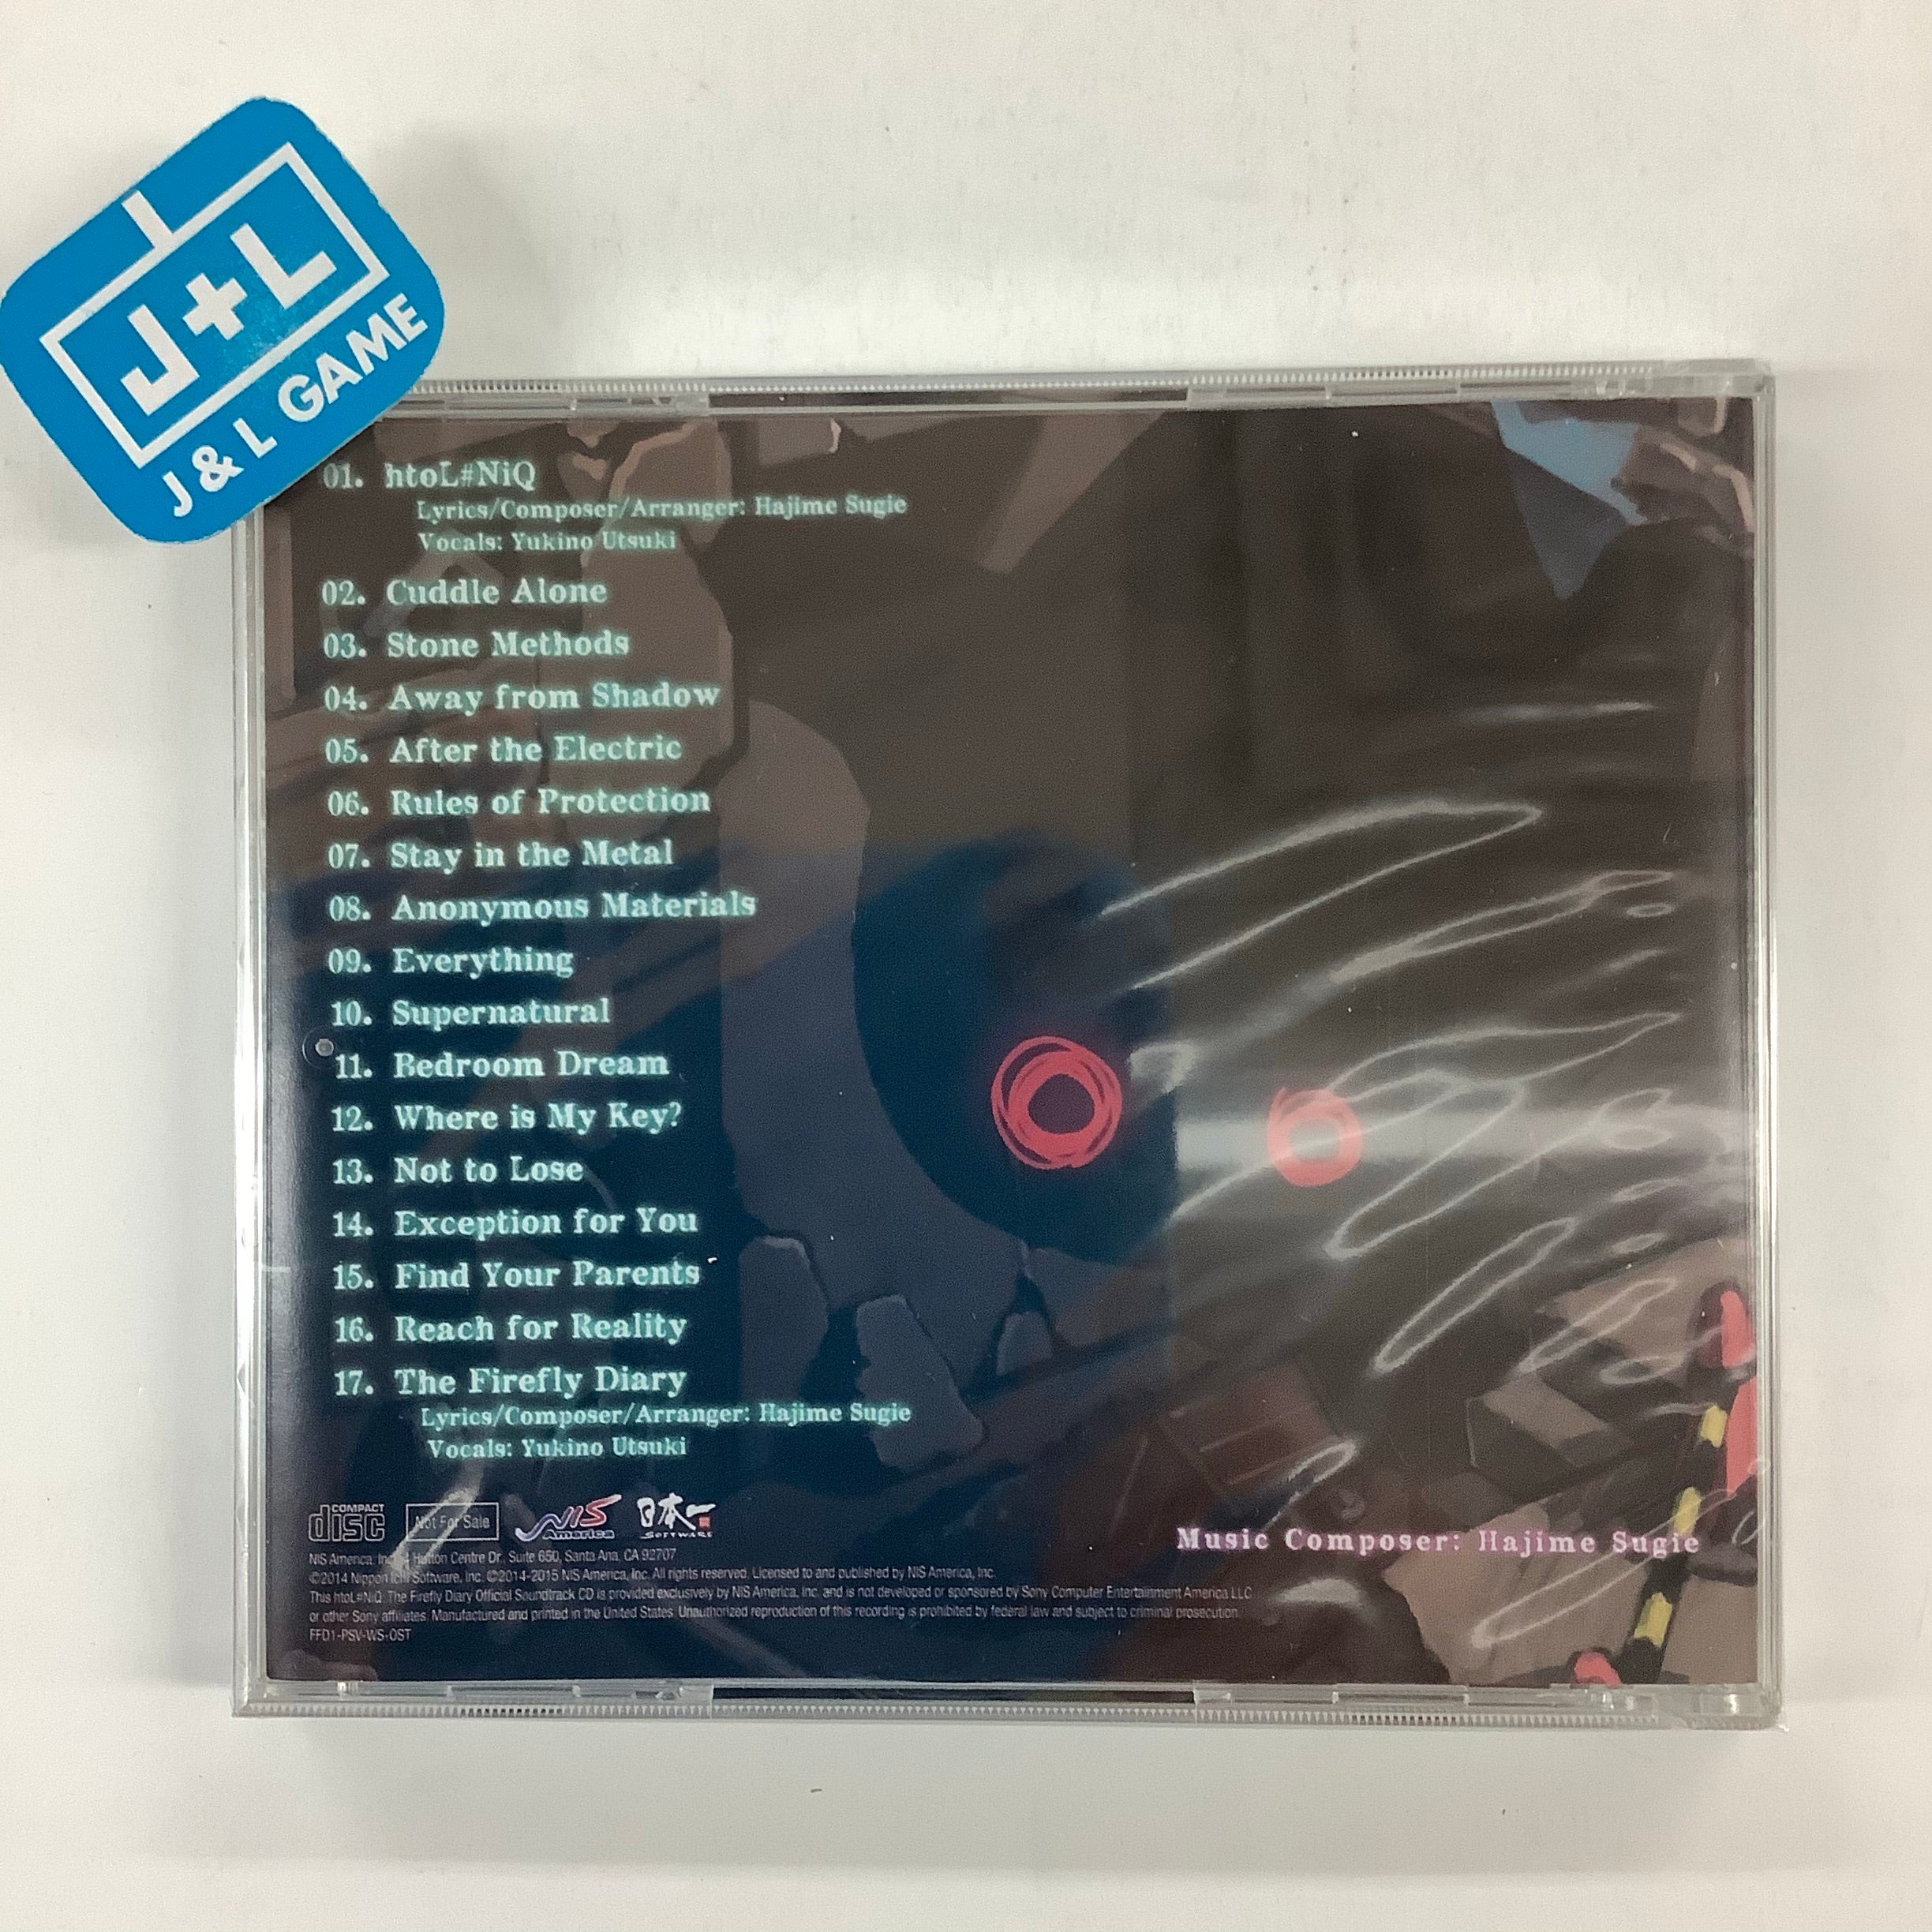 J+L
J & L GAME
01. htoL#NiQ
Lyrics/Composer/Arranger: Hajime Sugie
Vocals: Yukino Utsuki
02. Cuddle Alone
03. Stone Methods
04. Away from Shadow
05. After the Electric
06. Rules of Protection
07. Stay in the Metal
08. Anonymous Materials
09. Everything
10. Supernatural
11. Bedroom Dream
12. Where is My Key?
13. Not to Lose
14. Exception for You
15. Find Your Parents
16. Reach for Reality
17. The Firefly Diary
Lyrics/Composer/Arranger: Hajime Sugie
Vocals: Yukino Utsuki
COMPACT disc
Not For Sale
NIS America
日本一 SOFTWARE
Music Composer: Hajime Sugie
NIS America, Inc. 4 Hutton Centre Dr., Suite 650, Santa Ana, CA 92707
©2014 Nippon Ichi Software, Inc. ©2014-2015 NIS America, Inc. All rights reserved. Licensed to and published by NIS America, Inc.
This htoL#NiQ: The Firefly Diary Official Soundtrack CD is provided exclusively by NIS America, Inc. and is not developed or sponsored by Sony Computer Entertainment America LLC
or other Sony affiliates. Manufactured and printed in the United States. Unauthorized reproduction of this recording is prohibited by federal law and subject to criminal prosecution.
FFD1-PSV-WS-OST